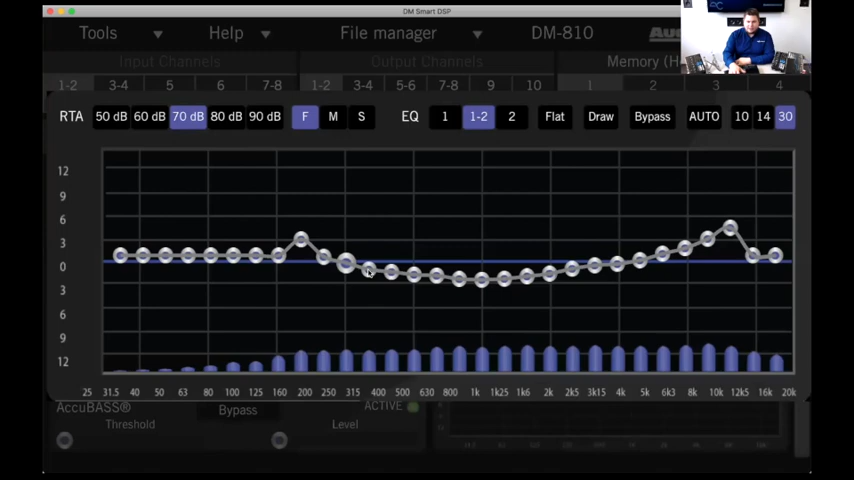 DM Smart DSP
Tools Help File manager DM-810
Input Channels Output Channels Memory (H
1-2 3-4 5 6 7-8 1-2 3-4 5-6 7-8 9 10 1 2 3 4
RTA 50 dB 60 dB 70 dB 80 dB 90 dB F M S EQ 1 1-2 2 Flat Draw Bypass AUTO 10 14 30
12
9
6
3
0
3
6
9
12
25 31.5 40 50 63 80 100 125 160 200 250 315 400 500 630 800 1k 1k25 1k6 2k 2k5 3k15 4k 5k 6k3 8k 10k 12k5 16k 20k
AccuBASS® Bypass ACTIVE
Threshold Level